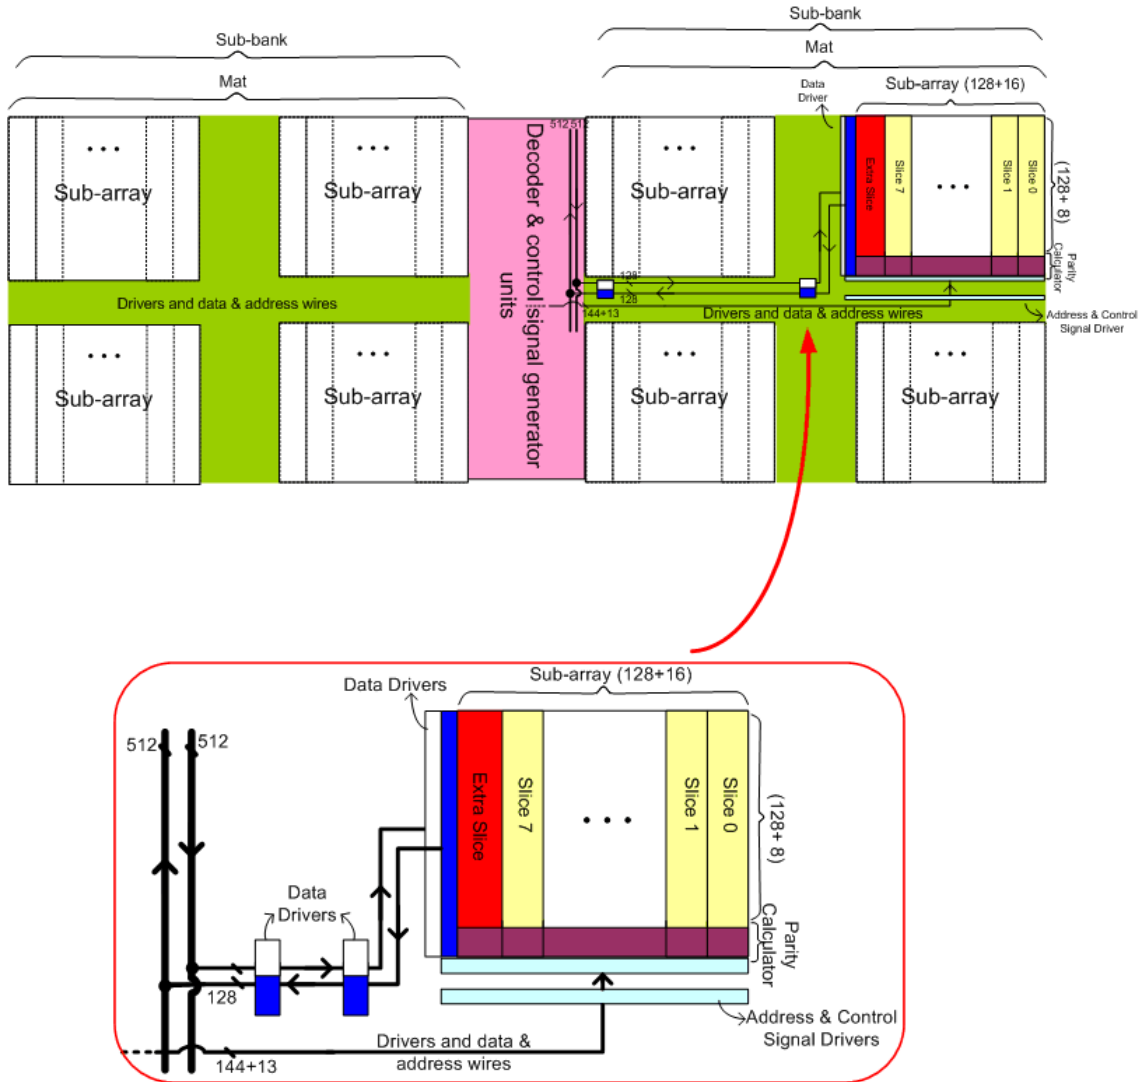 Sub-bank
Mat
Sub-bank
Mat
Data
Driver
Sub-array (128+16)
512
512
• • •
Sub-array
• • •
Sub-array
Decoder & control signal generator
units
• • •
Sub-array
Extra Slice
Slice 7
• • •
Slice 1
Slice 0
(128+ 8)
Parity
Calculator
Drivers and data & address wires
128
128
144+13
Drivers and data & address wires
Address & Control
Signal Driver
• • •
Sub-array
• • •
Sub-array
• • •
Sub-array
• • •
Sub-array
Sub-array (128+16)
Data Drivers
512
512
Extra Slice
Slice 7
• • •
Slice 1
Slice 0
(128+ 8)
Parity
Calculator
Data
Drivers
128
Drivers and data &
address wires
144+13
Address & Control
Signal Drivers